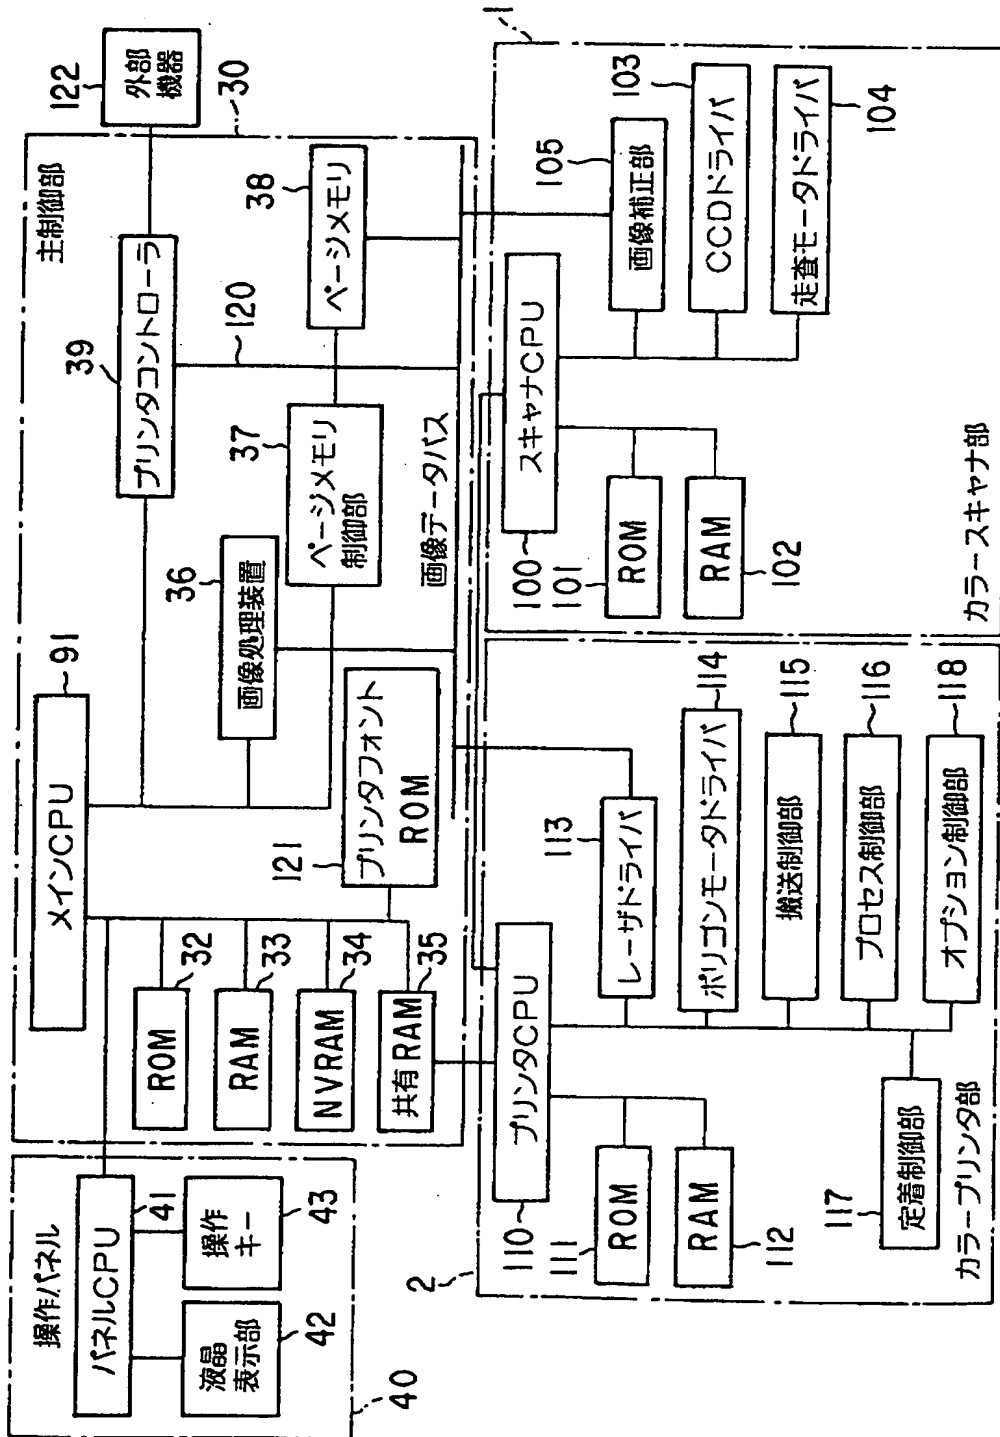 操作パネル
パネルCPU
41
液晶
表示部
42
操作
キー
43
40
主制御部
30
メインCPU
91
ROM
32
RAM
33
NVRAM
34
共有RAM
35
プリンタフォント
ROM
121
画像処理装置
36
ページメモリ
制御部
37
ページメモリ
38
プリンタコントローラ
39
120
画像データバス
外部
機器
122
2
プリンタCPU
110
ROM
111
RAM
112
レーザドライバ
113
ポリゴンモータドライバ
114
搬送制御部
115
プロセス制御部
116
定着制御部
117
オプション制御部
118
カラープリンタ部
1
スキャナCPU
100
ROM
101
RAM
102
画像補正部
105
CCDドライバ
103
走査モータドライバ
104
カラースキャナ部